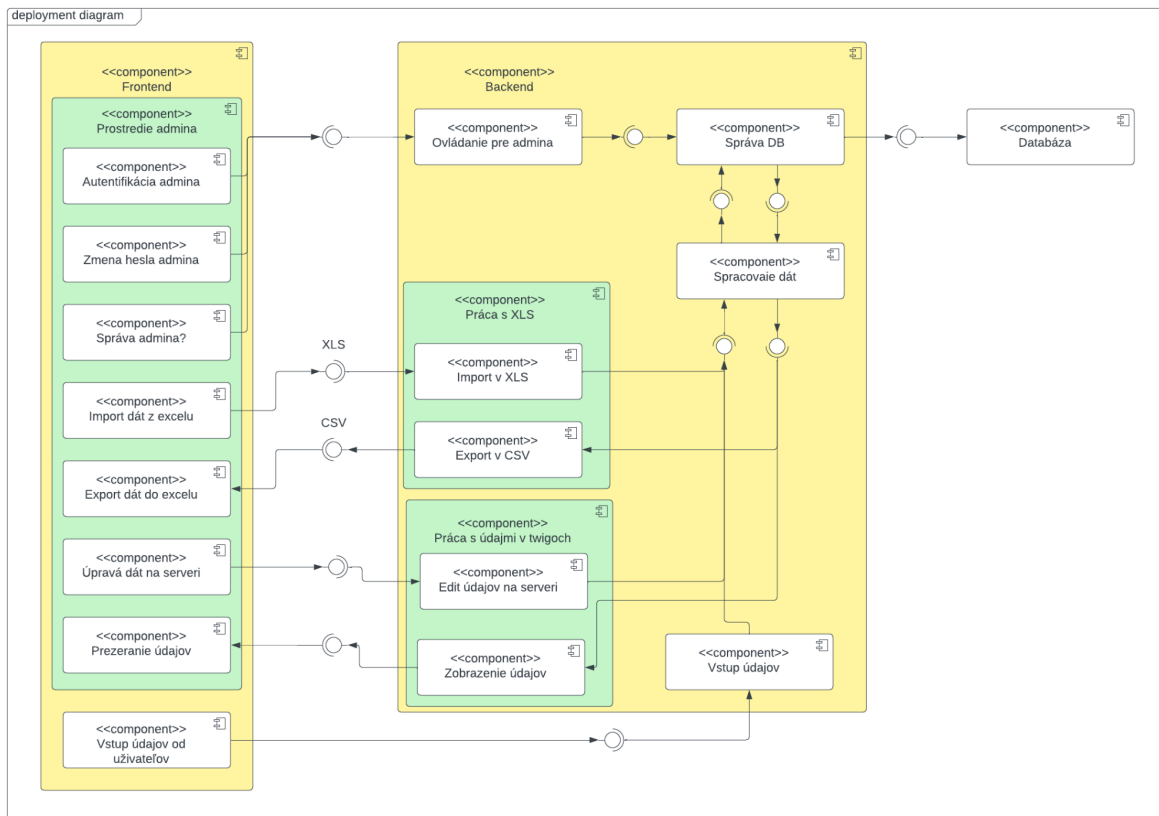 deployment diagram
<<component>>
Frontend
<<component>>
Prostredie admina
<<component>>
Autentifikácia admina
<<component>>
Zmena hesla admina
<<component>>
Správa admina?
<<component>>
Import dát z excelu
<<component>>
Export dát do excelu
<<component>>
Úpravá dát na serveri
<<component>>
Prezeranie údajov
<<component>>
Vstup údajov od
uživateľov
XLS
CSV
<<component>>
Backend
<<component>>
Ovládanie pre admina
<<component>>
Správa DB
<<component>>
Spracovaie dát
<<component>>
Práca s XLS
<<component>>
Import v XLS
<<component>>
Export v CSV
<<component>>
Práca s údajmi v twigoch
<<component>>
Edit údajov na serveri
<<component>>
Zobrazenie údajov
<<component>>
Vstup údajov
<<component>>
Databáza